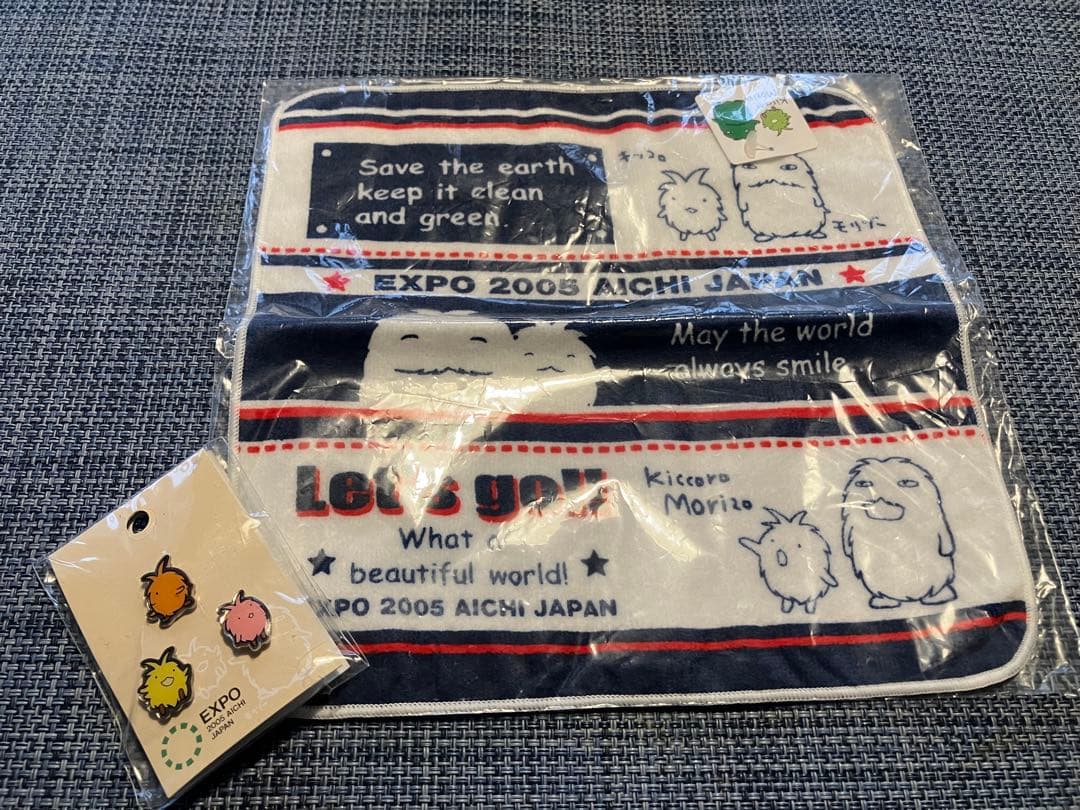 Save the earth
keep it clean
and green
キッコロ
モリゾー
EXPO 2005 AICHI JAPAN
May the world
always smile
Let's go!!
Kiccoro
Morizo
What a
beautiful world!
EXPO 2005 AICHI JAPAN
EXPO
2005 AICHI
JAPAN